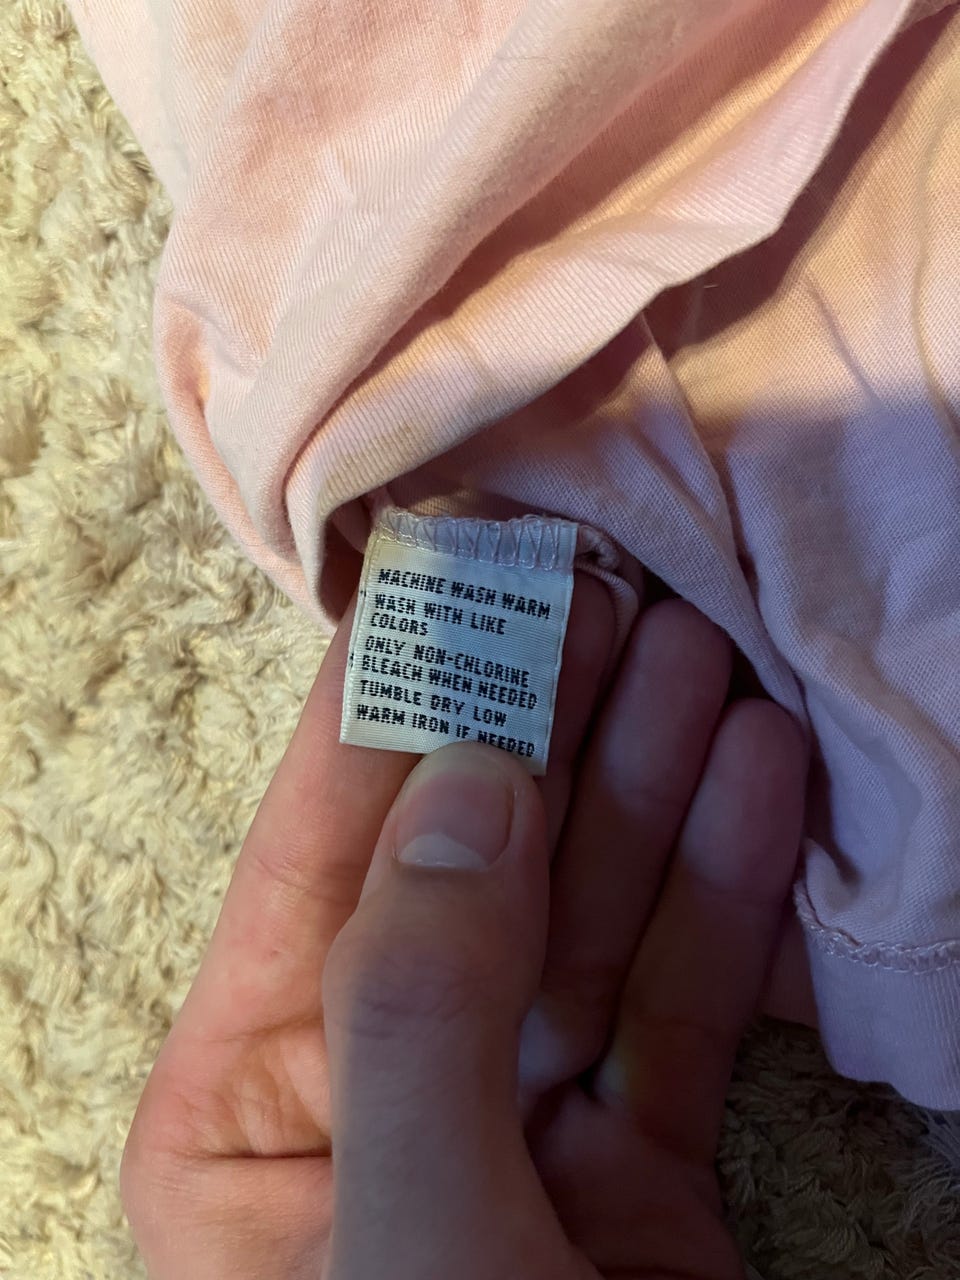 MACHINE WASH WARM
WASH WITH LIKE
COLORS
ONLY NON-CHLORINE
BLEACH WHEN NEEDED
TUMBLE DRY LOW
WARM IRON IF NEEDED